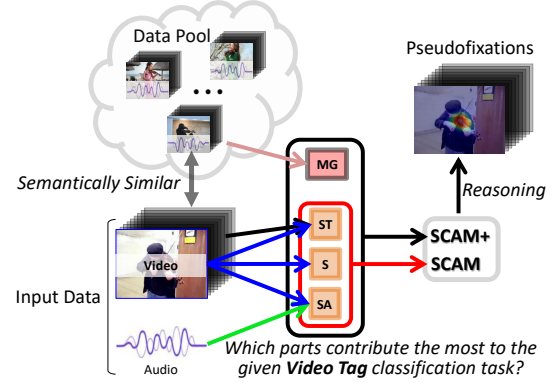 Data Pool
Pseudofixations
MG
Semantically Similar
Reasoning
ST
SCAM+
Video
S
SCAM
Input Data
SA
Audio
Which parts contribute the most to the
given Video Tag classification task?